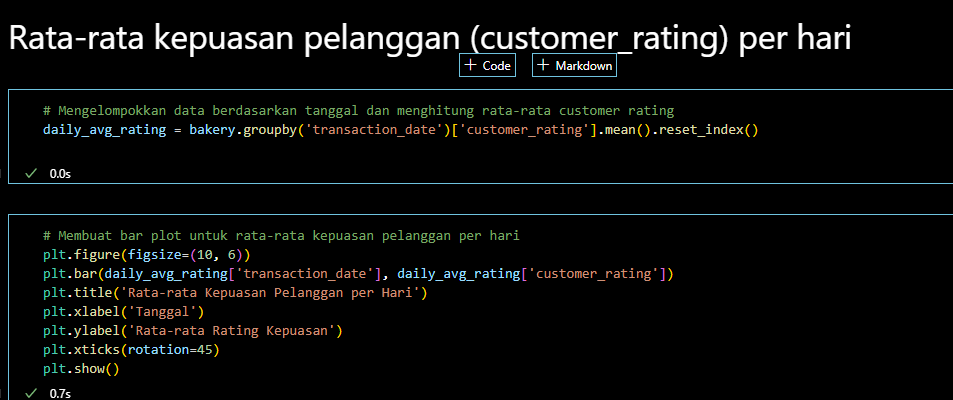 Rata-rata kepuasan pelanggan (customer_rating) per hari
+ Code + Markdown
# Mengelompokkan data berdasarkan tanggal dan menghitung rata-rata customer rating
daily_avg_rating = bakery.groupby('transaction_date')['customer_rating'].mean().reset_index()
0.0s
# Membuat bar plot untuk rata-rata kepuasan pelanggan per hari
plt.figure(figsize=(10, 6))
plt.bar(daily_avg_rating['transaction_date'], daily_avg_rating['customer_rating'])
plt.title('Rata-rata Kepuasan Pelanggan per Hari')
plt.xlabel('Tanggal')
plt.ylabel('Rata-rata Rating Kepuasan')
plt.xticks(rotation=45)
plt.show()
0.7s